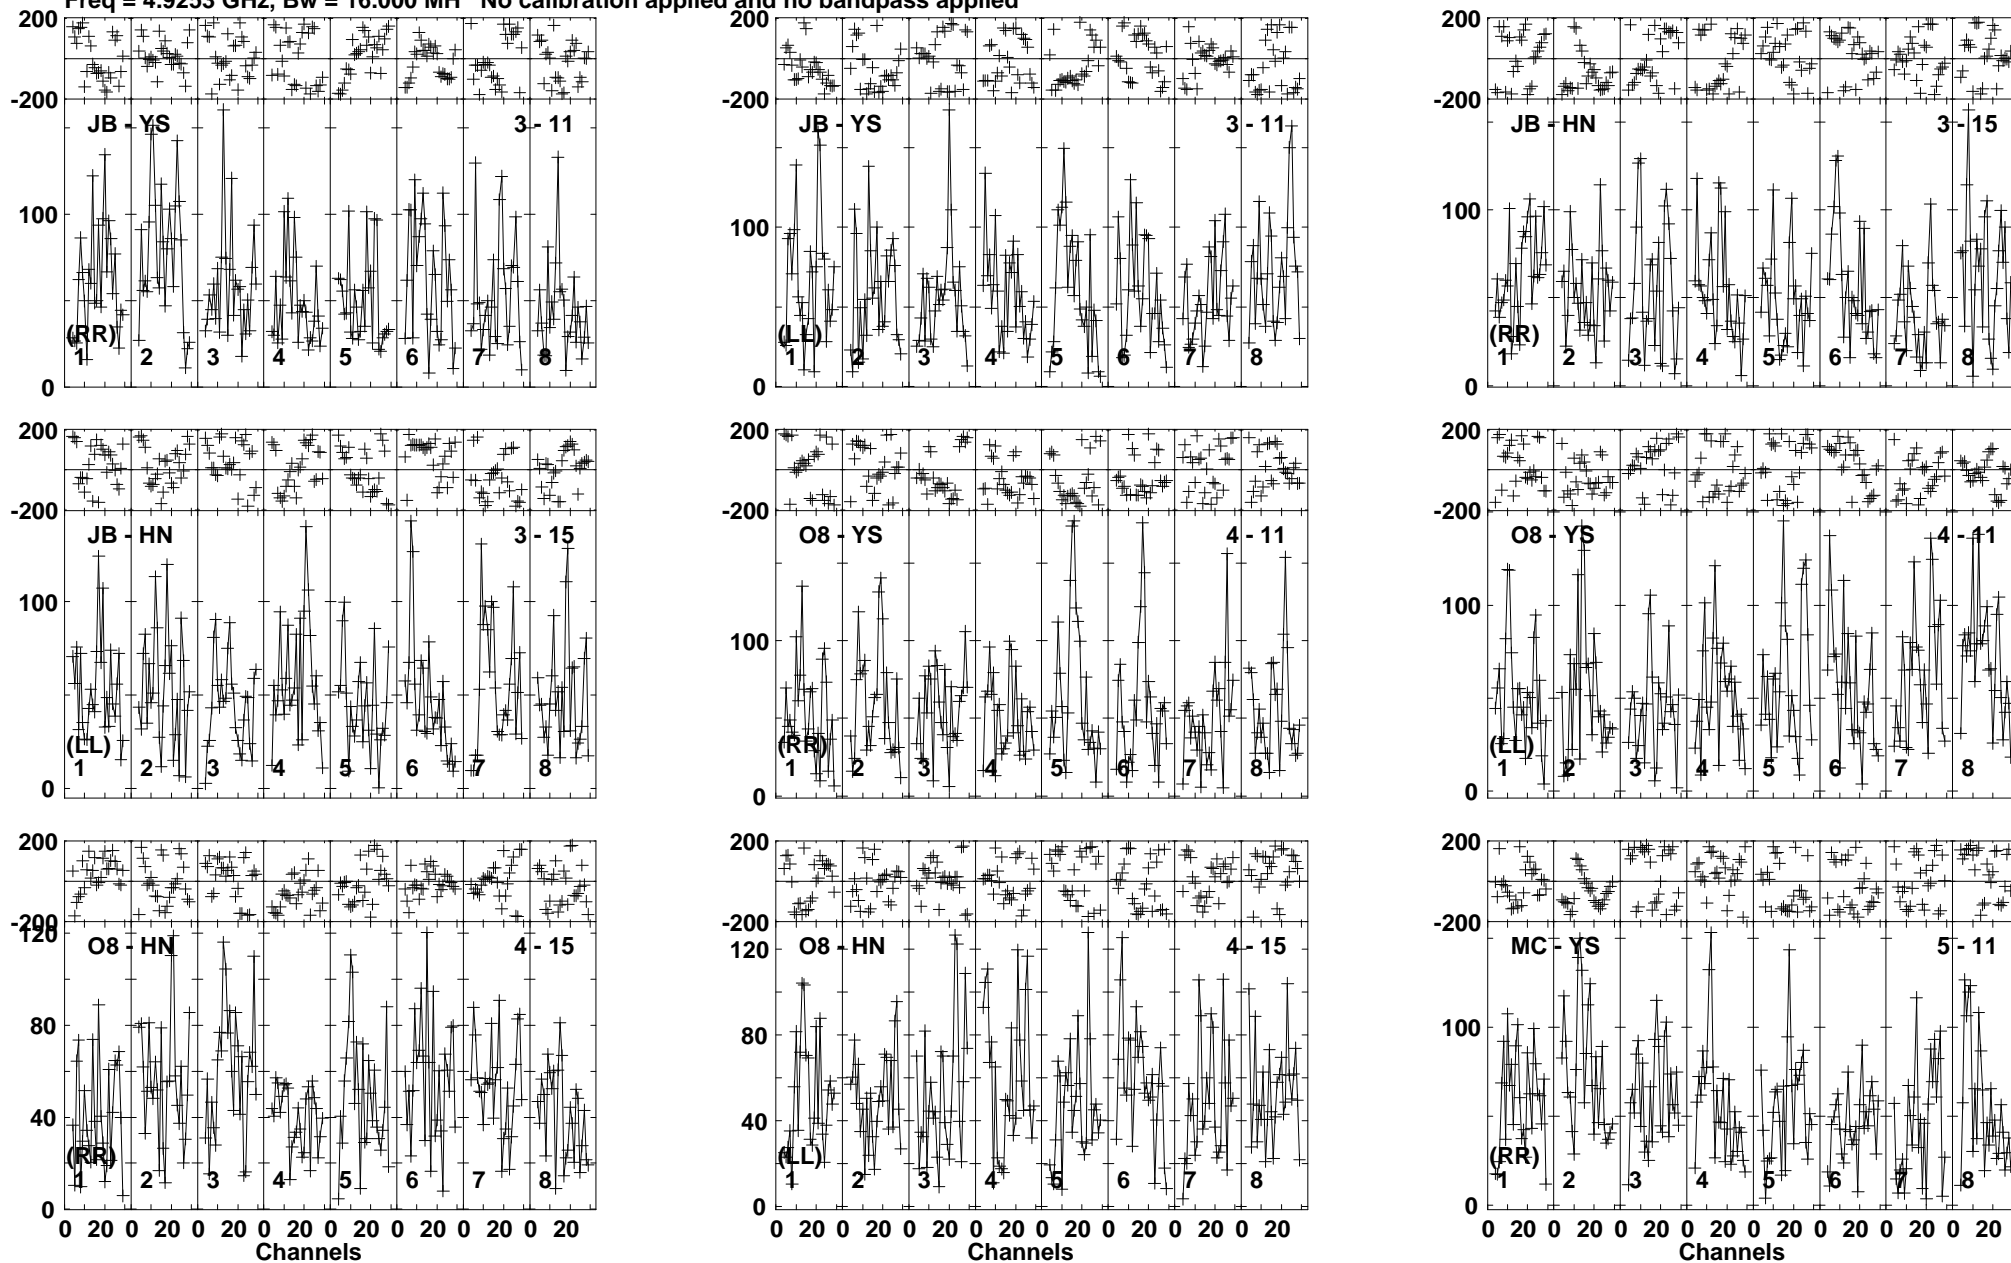 Freq = 4.9253 GHz, Bw = 16.000 MH No calibration applied and no bandpass applied
200
-200
JB - YS 3 - 11
100
(RR)
1 2 3 4 5 6 7 8
0
200
-200
JB - YS 3 - 11
100
(LL)
1 2 3 4 5 6 7 8
0
200
-200
JB - HN 3 - 15
100
(RR)
1 2 3 4 5 6 7 8
0
200
-200
JB - HN 3 - 15
100
(LL)
1 2 3 4 5 6 7 8
0
200
-200
O8 - YS 4 - 11
100
(RR)
1 2 3 4 5 6 7 8
0
200
-200
O8 - YS 4 - 11
100
(LL)
1 2 3 4 5 6 7 8
0
200
-200
120
O8 - HN 4 - 15
80
40
(RR)
1 2 3 4 5 6 7 8
0
0 20 0 20 0 20 0 20 0 20 0 20 0 20 0 20
Channels
200
-200
120
O8 - HN 4 - 15
80
40
(LL)
1 2 3 4 5 6 7 8
0
0 20 0 20 0 20 0 20 0 20 0 20 0 20 0 20
200
-200
MC - YS 5 - 11
100
(RR)
1 2 3 4 5 6 7 8
0
0 20 0 20 0 20 0 20 0 20 0 20 0 20 0 20
Channels